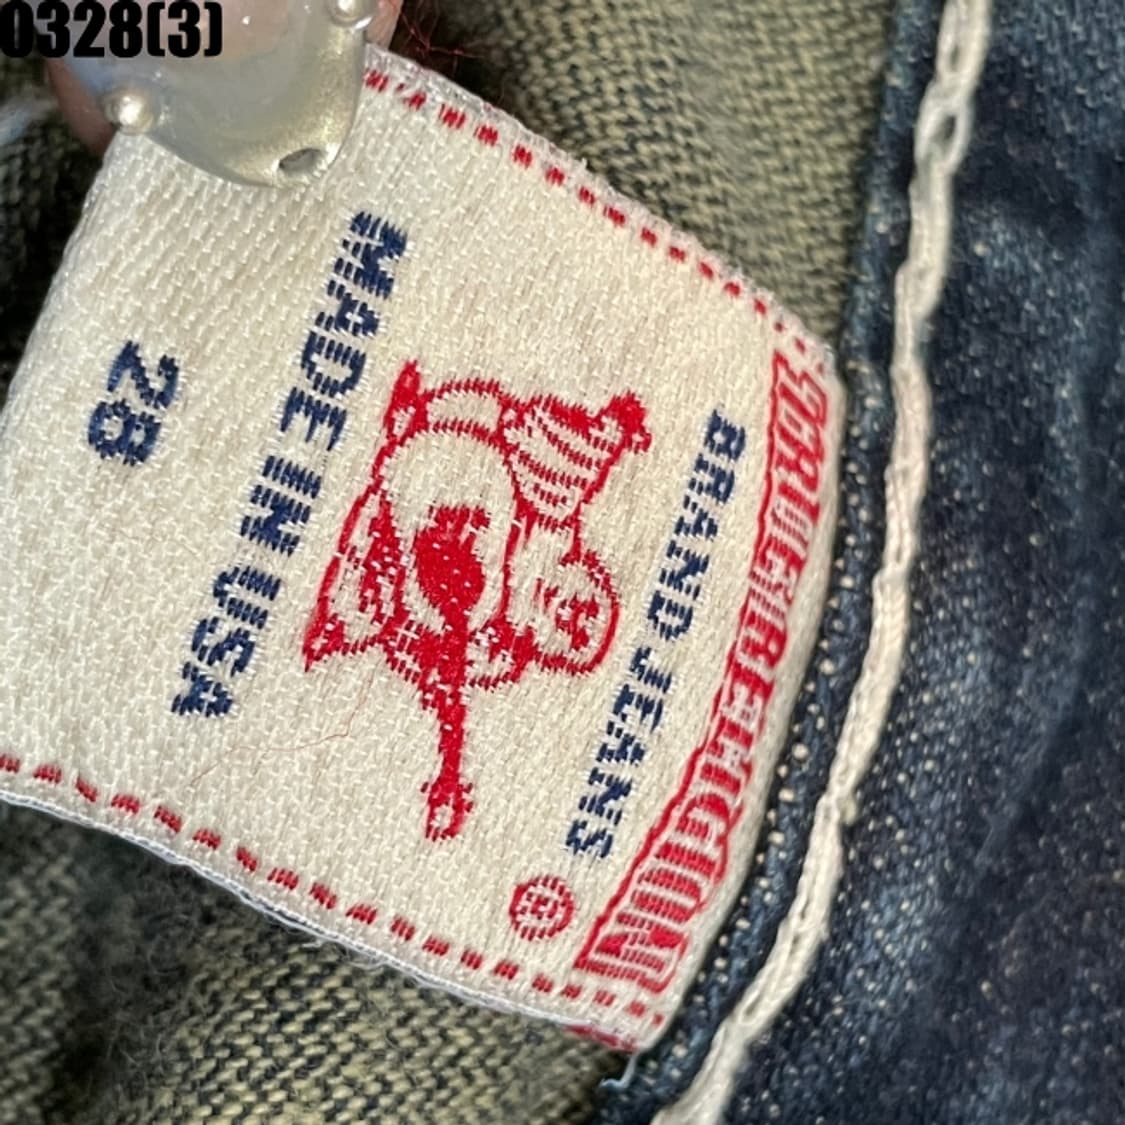 0328(3)
TRUE RELIGION
BRAND JEANS
®
MADE IN USA
28